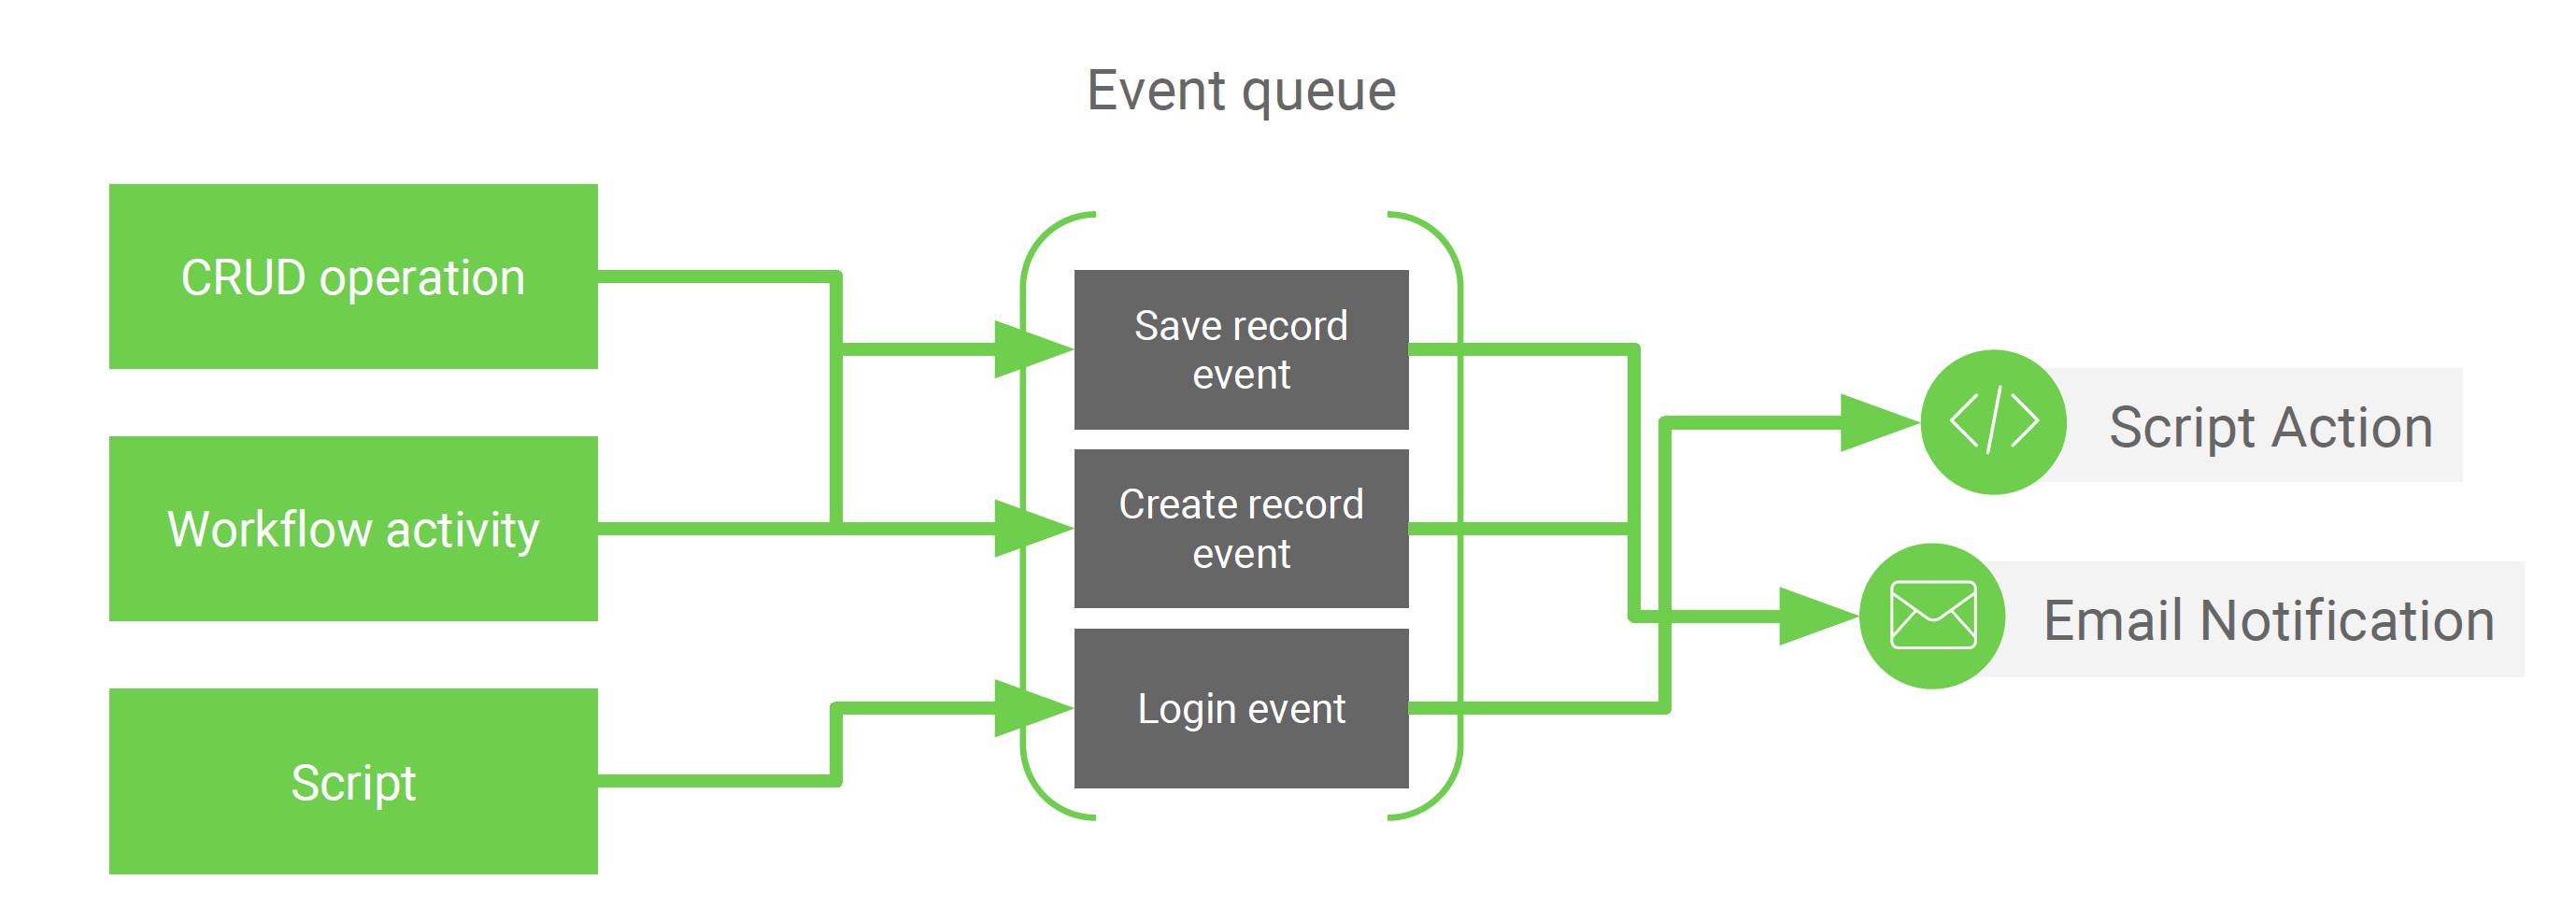 Event queue
CRUD operation
Workflow activity
Script
Save record
event
Create record
event
Login event
Script Action
Email Notification